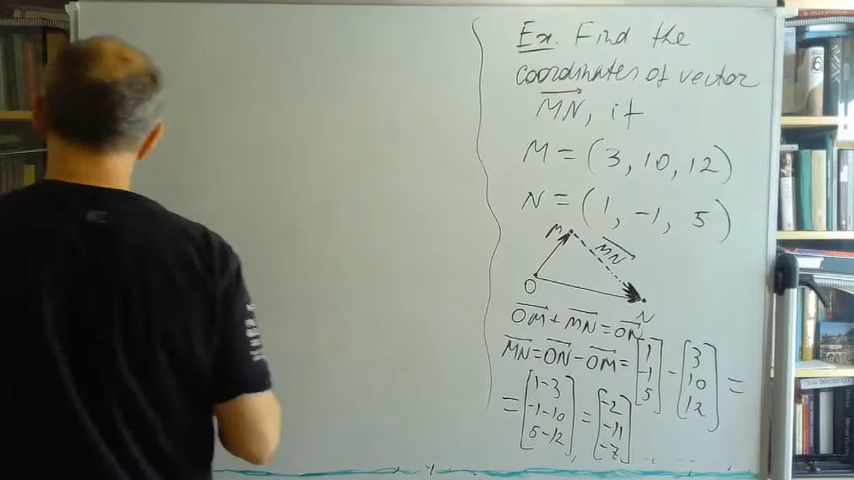 Ex. Find the
coordinates of vector
MN, if
M = (3, 10, 12)
N = (1, -1, 5)
M
MN
O
N
OM + MN = ON
MN = ON - OM = [1 -1 5] - [3 10 12] =
= [1-3 -1-10 5-12] = [-2 -11 -7]